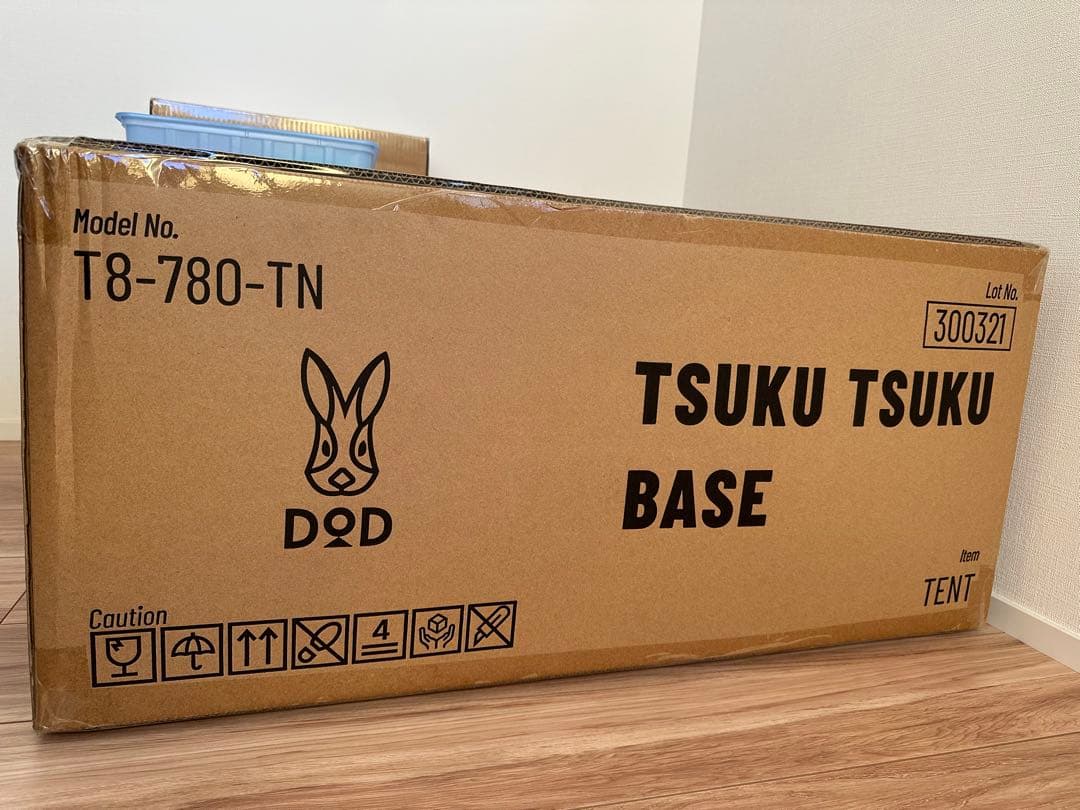 Model No.
T8-780-TN
Lot No.
300321
TSUKU TSUKU
BASE
DOD
Item
TENT
Caution
4